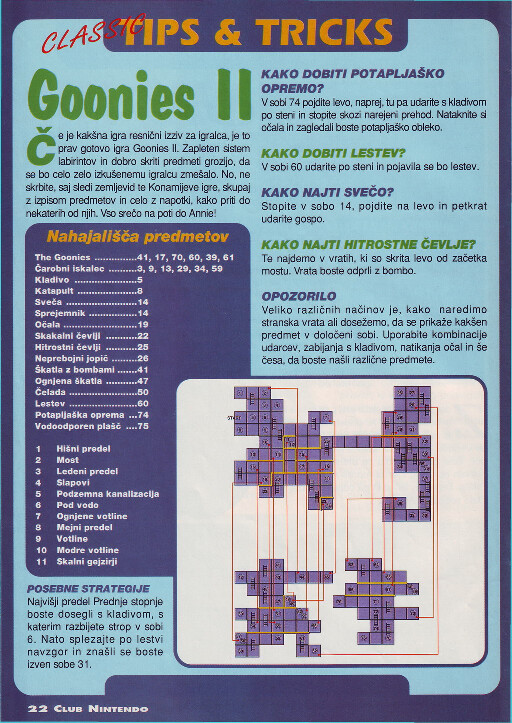 CLASSIC TIPS & TRICKS
Goonies II
Če je kakšna igra resnični izziv za igralca, je to
prav gotovo igra Goonies II. Zapleten sistem
labirintov in dobro skriti predmeti grozijo, da
se bo celo zelo izkušenemu igralcu zmešalo. No, ne
skrbite, saj sledi zemljevid te Konamijeve igre, skupaj
z izpisom predmetov in celo z napotki, kako priti do
nekaterih od njih. Vso srečo na poti do Annie!
Nahajališča predmetov
The Goonies ..............41, 17, 70, 60, 39, 61
Čarobni iskalec .........3, 9, 13, 29, 34, 59
Kladivo ......................5
Katapult .....................8
Sveča ........................14
Sprejemnik ................14
Očala .........................19
Skakalni čevlji ...........22
Hitrostni čevlji ...........25
Neprebojni jopič ........26
Škatla z bombami ......41
Ognjena škatla ..........47
Čelada .......................50
Lestev ........................60
Potapljaška oprema ...74
Vodoodporen plašč ....75
1 Hišni predel
2 Most
3 Ledeni predel
4 Slapovi
5 Podzemna kanalizacija
6 Pod vodo
7 Ognjene votline
8 Mejni predel
9 Votline
10 Modre votline
11 Skalni gejzirji
POSEBNE STRATEGIJE
Najvišji predel Prednje stopnje
boste dosegli s kladivom, s
katerim razbijete strop v sobi
6. Nato splezajte po lestvi
navzgor in znašli se boste
izven sobe 31.
KAKO DOBITI POTAPLJAŠKO
OPREMO?
V sobi 74 pojdite levo, naprej, tu pa udarite s kladivom
po steni in stopite skozi narejeni prehod. Nataknite si
očala in zagledali boste potapljaško obleko.
KAKO DOBITI LESTEV?
V sobi 60 udarite po steni in pojavila se bo lestev.
KAKO NAJTI SVEČO?
Stopite v sobo 14, pojdite na levo in petkrat
udarite gospo.
KAKO NAJTI HITROSTNE ČEVLJE?
Te najdemo v vratih, ki so skrita levo od začetka
mostu. Vrata boste odprli z bombo.
OPOZORILO
Veliko različnih načinov je, kako naredimo
stranska vrata ali dosežemo, da se prikaže kakšen
predmet v določeni sobi. Uporabite kombinacije
udarcev, zabijanja s kladivom, natikanja očal in še
česa, da boste našli različne predmete.
START
22 CLUB NINTENDO